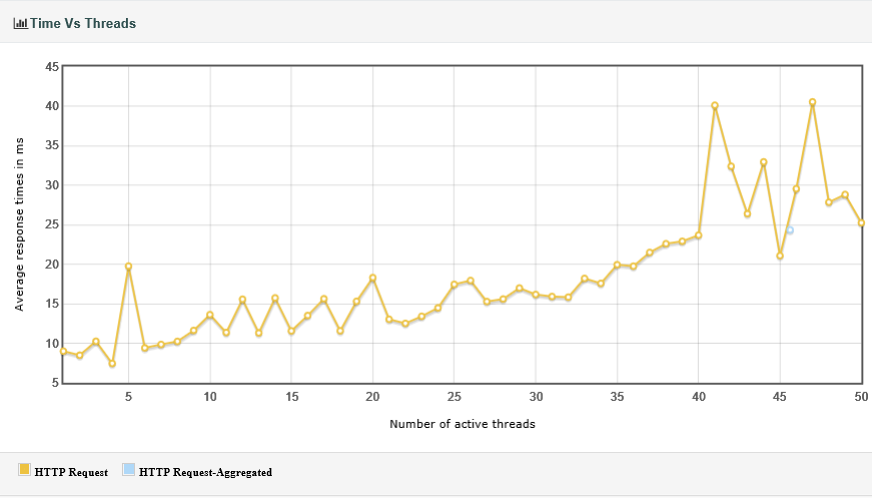 Time Vs Threads
Average response times in ms
45
40
35
30
25
20
15
10
5
5 10 15 20 25 30 35 40 45 50
Number of active threads
HTTP Request HTTP Request-Aggregated